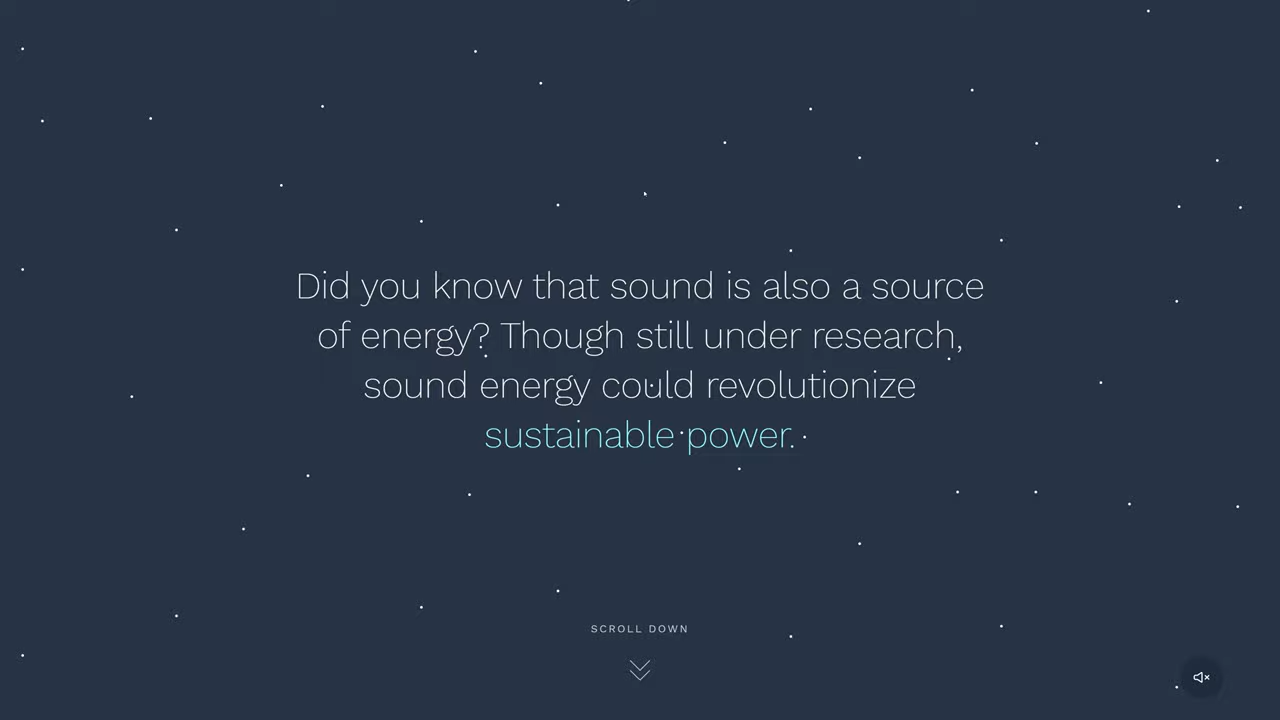 Did you know that sound is also a source
of energy? Though still under research,
sound energy could revolutionize
sustainable power.
SCROLL DOWN